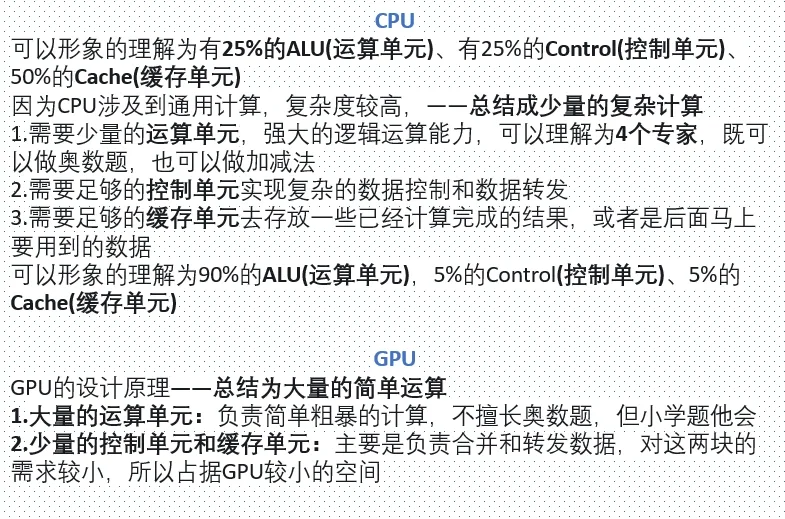 CPU
可以形象的理解为有25%的ALU(运算单元)、有25%的Control(控制单元)、
50%的Cache(缓存单元)
因为CPU涉及到通用计算，复杂度较高，——总结成少量的复杂计算
1.需要少量的运算单元，强大的逻辑运算能力，可以理解为4个专家，既可
以做奥数题，也可以做加减法
2.需要足够的控制单元实现复杂的数据控制和数据转发
3.需要足够的缓存单元去存放一些已经计算完成的结果，或者是后面马上
要用到的数据
可以形象的理解为90%的ALU(运算单元)，5%的Control(控制单元)、5%的
Cache(缓存单元)
GPU
GPU的设计原理——总结为大量的简单运算
1.大量的运算单元：负责简单粗暴的计算，不擅长奥数题，但小学题他会
2.少量的控制单元和缓存单元：主要是负责合并和转发数据，对这两块的
需求较小，所以占据GPU较小的空间